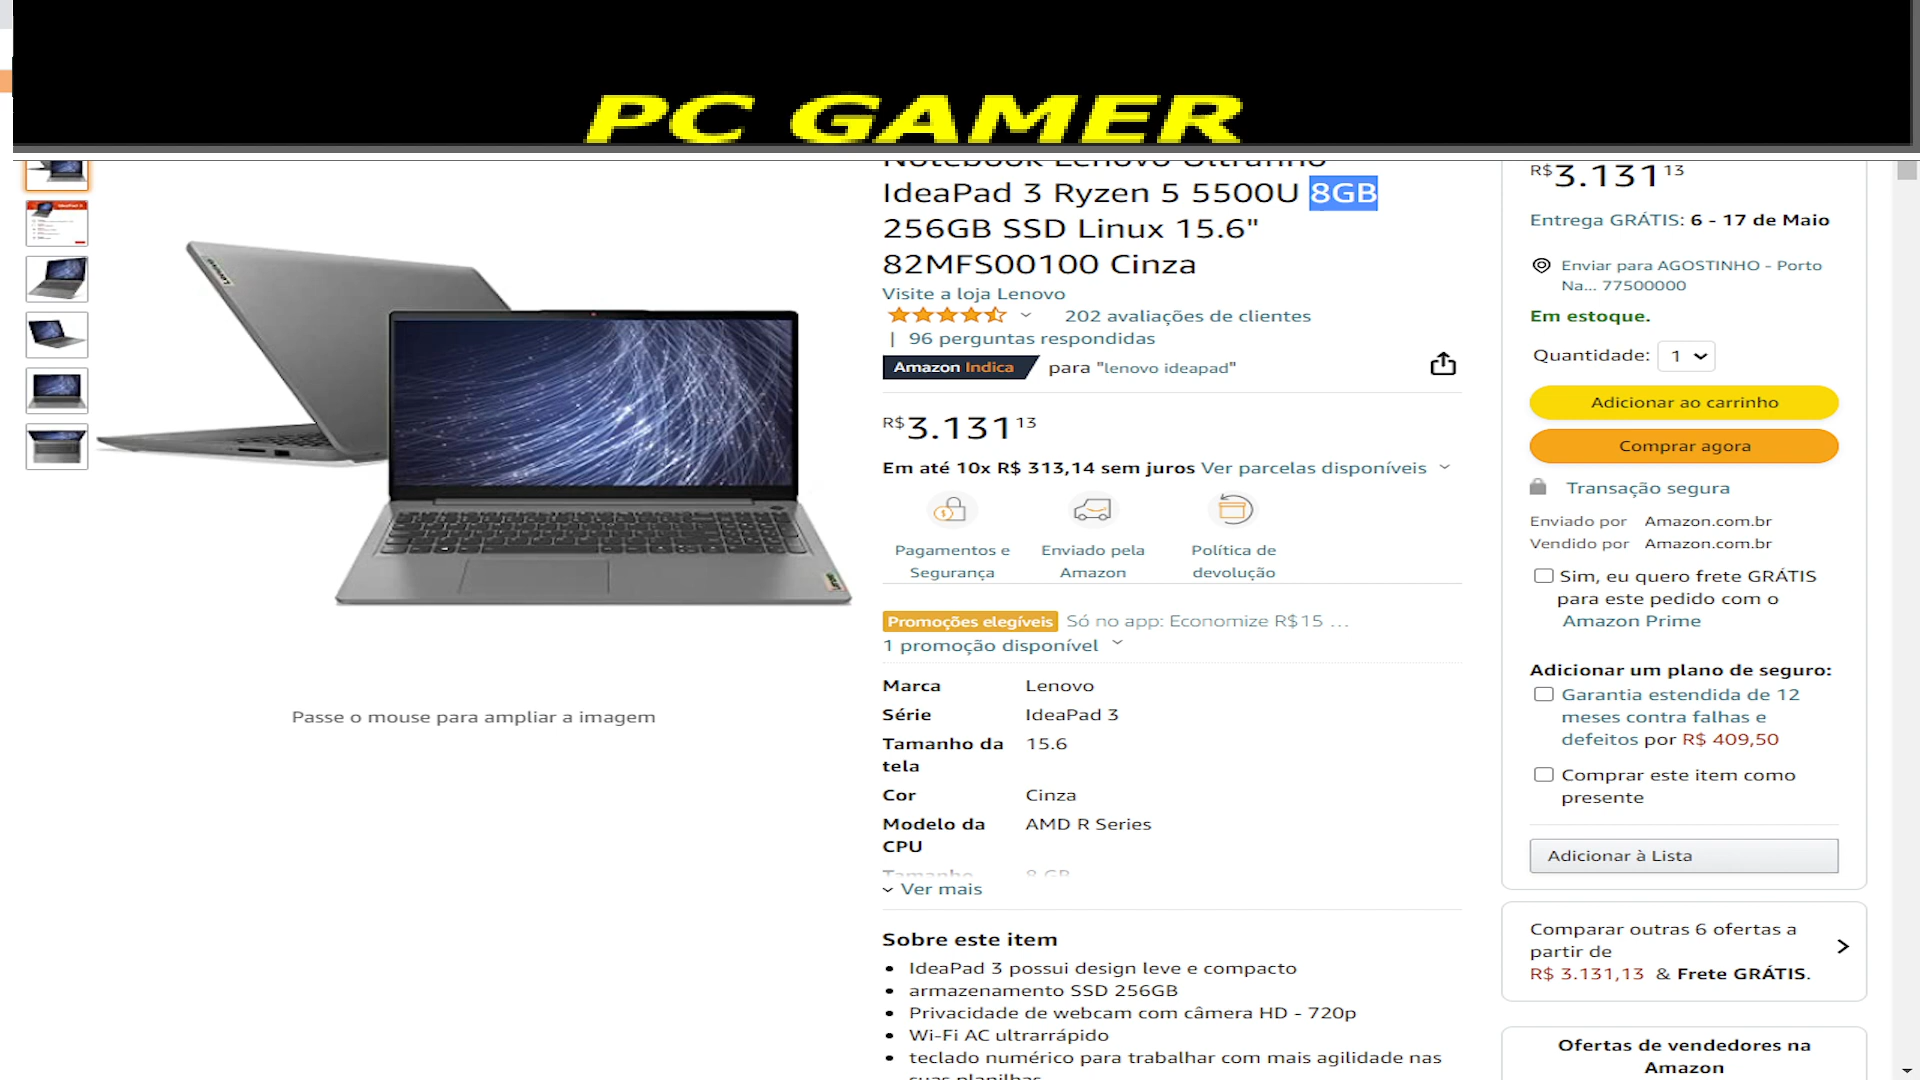 PC GAMER
Notebook Lenovo Ultrafino
IdeaPad 3 Ryzen 5 5500U 8GB
256GB SSD Linux 15.6"
82MFS00100 Cinza
Visite a loja Lenovo
202 avaliações de clientes
| 96 perguntas respondidas
Amazon Indica para "lenovo ideapad"
R$3.13113
Em até 10x R$ 313,14 sem juros Ver parcelas disponíveis
Pagamentos e Segurança
Enviado pela Amazon
Política de devolução
Promoções elegíveis Só no app: Economize R$15 ...
1 promoção disponível
Marca Lenovo
Série IdeaPad 3
Tamanho da tela 15.6
Cor Cinza
Modelo da CPU AMD R Series
Tamanho 8 GB
Ver mais
Sobre este item
IdeaPad 3 possui design leve e compacto
armazenamento SSD 256GB
Privacidade de webcam com câmera HD - 720p
Wi-Fi AC ultrarrápido
teclado numérico para trabalhar com mais agilidade nas
suas planilhas
Passe o mouse para ampliar a imagem
R$3.13113
Entrega GRÁTIS: 6 - 17 de Maio
Enviar para AGOSTINHO - Porto
Na... 77500000
Em estoque.
Quantidade: 1
Adicionar ao carrinho
Comprar agora
Transação segura
Enviado por Amazon.com.br
Vendido por Amazon.com.br
Sim, eu quero frete GRÁTIS
para este pedido com o
Amazon Prime
Adicionar um plano de seguro:
Garantia estendida de 12
meses contra falhas e
defeitos por R$ 409,50
Comprar este item como
presente
Adicionar à Lista
Comparar outras 6 ofertas a
partir de
R$ 3.131,13 & Frete GRÁTIS.
Ofertas de vendedores na
Amazon